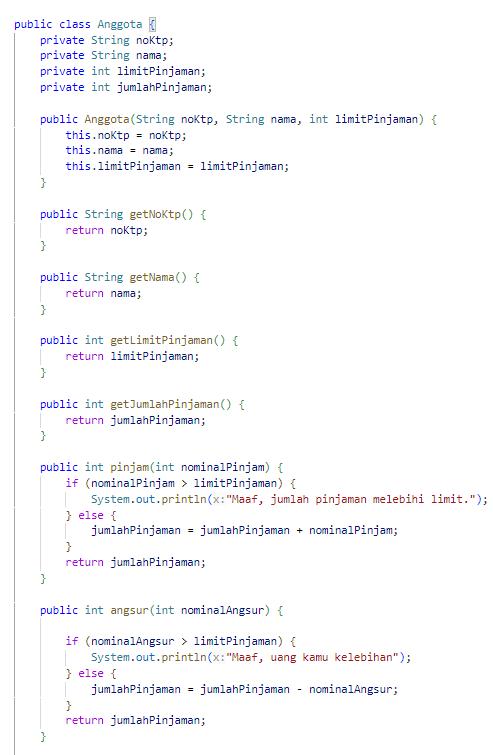 public class Anggota {
    private String noKtp;
    private String nama;
    private int limitPinjaman;
    private int jumlahPinjaman;

    public Anggota(String noKtp, String nama, int limitPinjaman) {
        this.noKtp = noKtp;
        this.nama = nama;
        this.limitPinjaman = limitPinjaman;
    }

    public String getNoKtp() {
        return noKtp;
    }

    public String getNama() {
        return nama;
    }

    public int getLimitPinjaman() {
        return limitPinjaman;
    }

    public int getJumlahPinjaman() {
        return jumlahPinjaman;
    }

    public int pinjam(int nominalPinjam) {
        if (nominalPinjam > limitPinjaman) {
            System.out.println(x:"Maaf, jumlah pinjaman melebihi limit.");
        } else {
            jumlahPinjaman = jumlahPinjaman + nominalPinjam;
        }
        return jumlahPinjaman;
    }

    public int angsur(int nominalAngsur) {

        if (nominalAngsur > limitPinjaman) {
            System.out.println(x:"Maaf, uang kamu kelebihan");
        } else {
            jumlahPinjaman = jumlahPinjaman - nominalAngsur;
        }
        return jumlahPinjaman;
    }